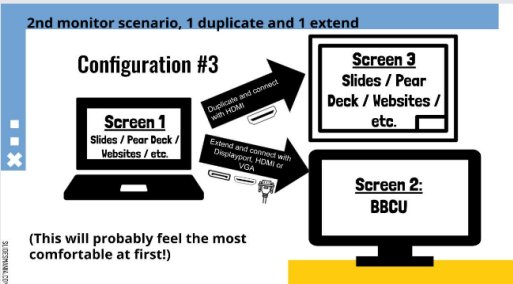 2nd monitor scenario, 1 duplicate and 1 extend
Configuration #3
Screen 1
Slides / Pear Deck /
Websites / etc.
Duplicate and connect
with HDMI
Extend and connect with
Displayport, HDMI or
VGA
Screen 3
Slides / Pear
Deck / Websites /
etc.
Screen 2:
BBCU
(This will probably feel the most
comfortable at first!)
SLIDESMANIA.COM